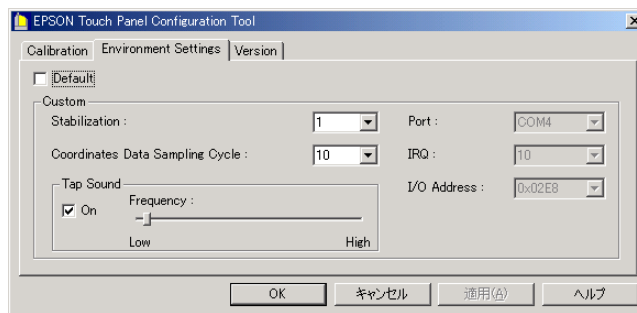 EPSON Touch Panel Configuration Tool
Calibration Environment Settings Version
Default
Custom
Stabilization : 1 Port : COM4
Coordinates Data Sampling Cycle : 10 IRQ : 10
Tap Sound I/O Address : 0x02E8
On Frequency :
Low High
OK キャンセル 適用(A) ヘルプ